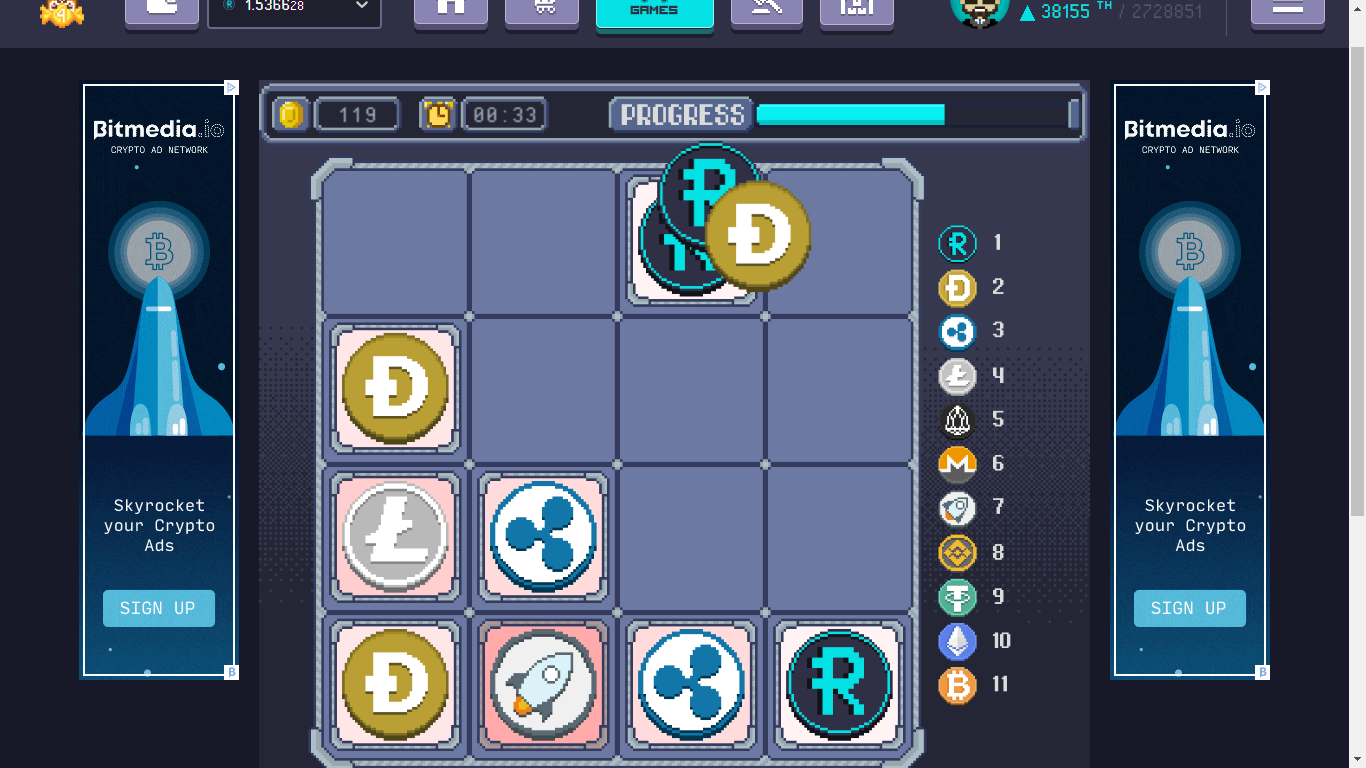 1.536628
GAMES
38155 TH / 2728851
119
00:33
PROGRESS
Bitmedia.io
CRYPTO AD NETWORK
Skyrocket
your Crypto
Ads
SIGN UP
B
1
2
3
4
5
6
7
8
9
10
11
Bitmedia.io
CRYPTO AD NETWORK
Skyrocket
your Crypto
Ads
SIGN UP
B